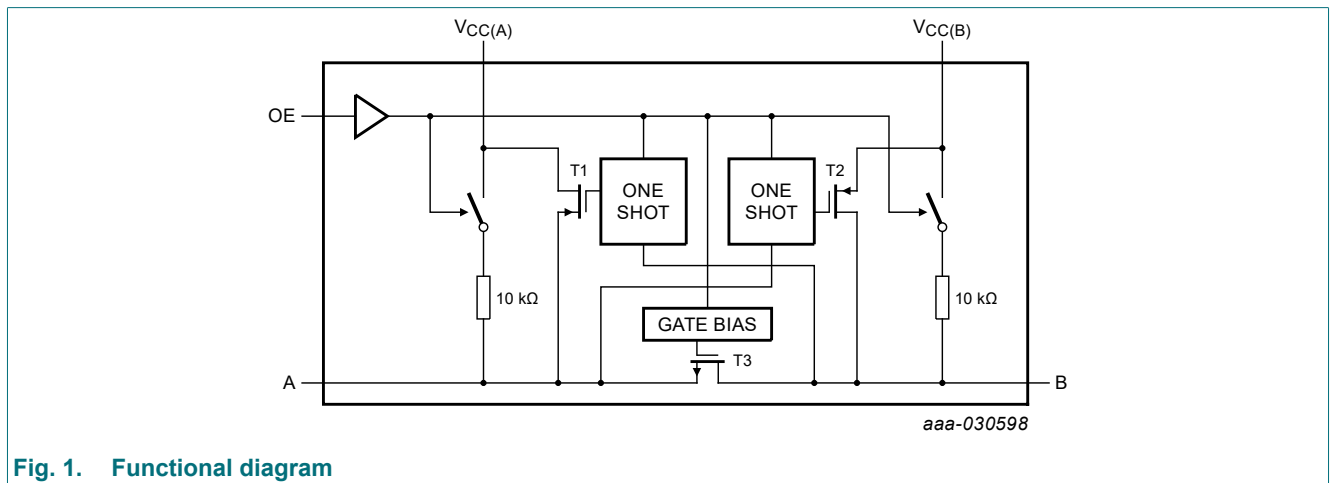 VCC(A)
VCC(B)
OE
T1
ONE
SHOT
ONE
SHOT
T2
10 kΩ
10 kΩ
GATE BIAS
T3
A
B
aaa-030598
Fig. 1. Functional diagram